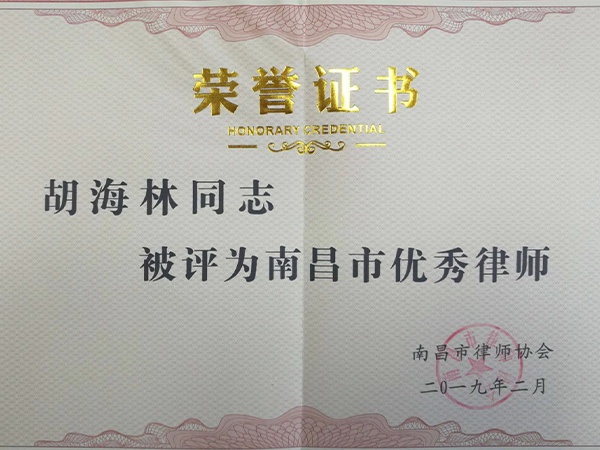 荣誉证书
HONORARY CREDENTIAL
胡海林同志
被评为南昌市优秀律师
南昌市律师协会
二0一九年二月